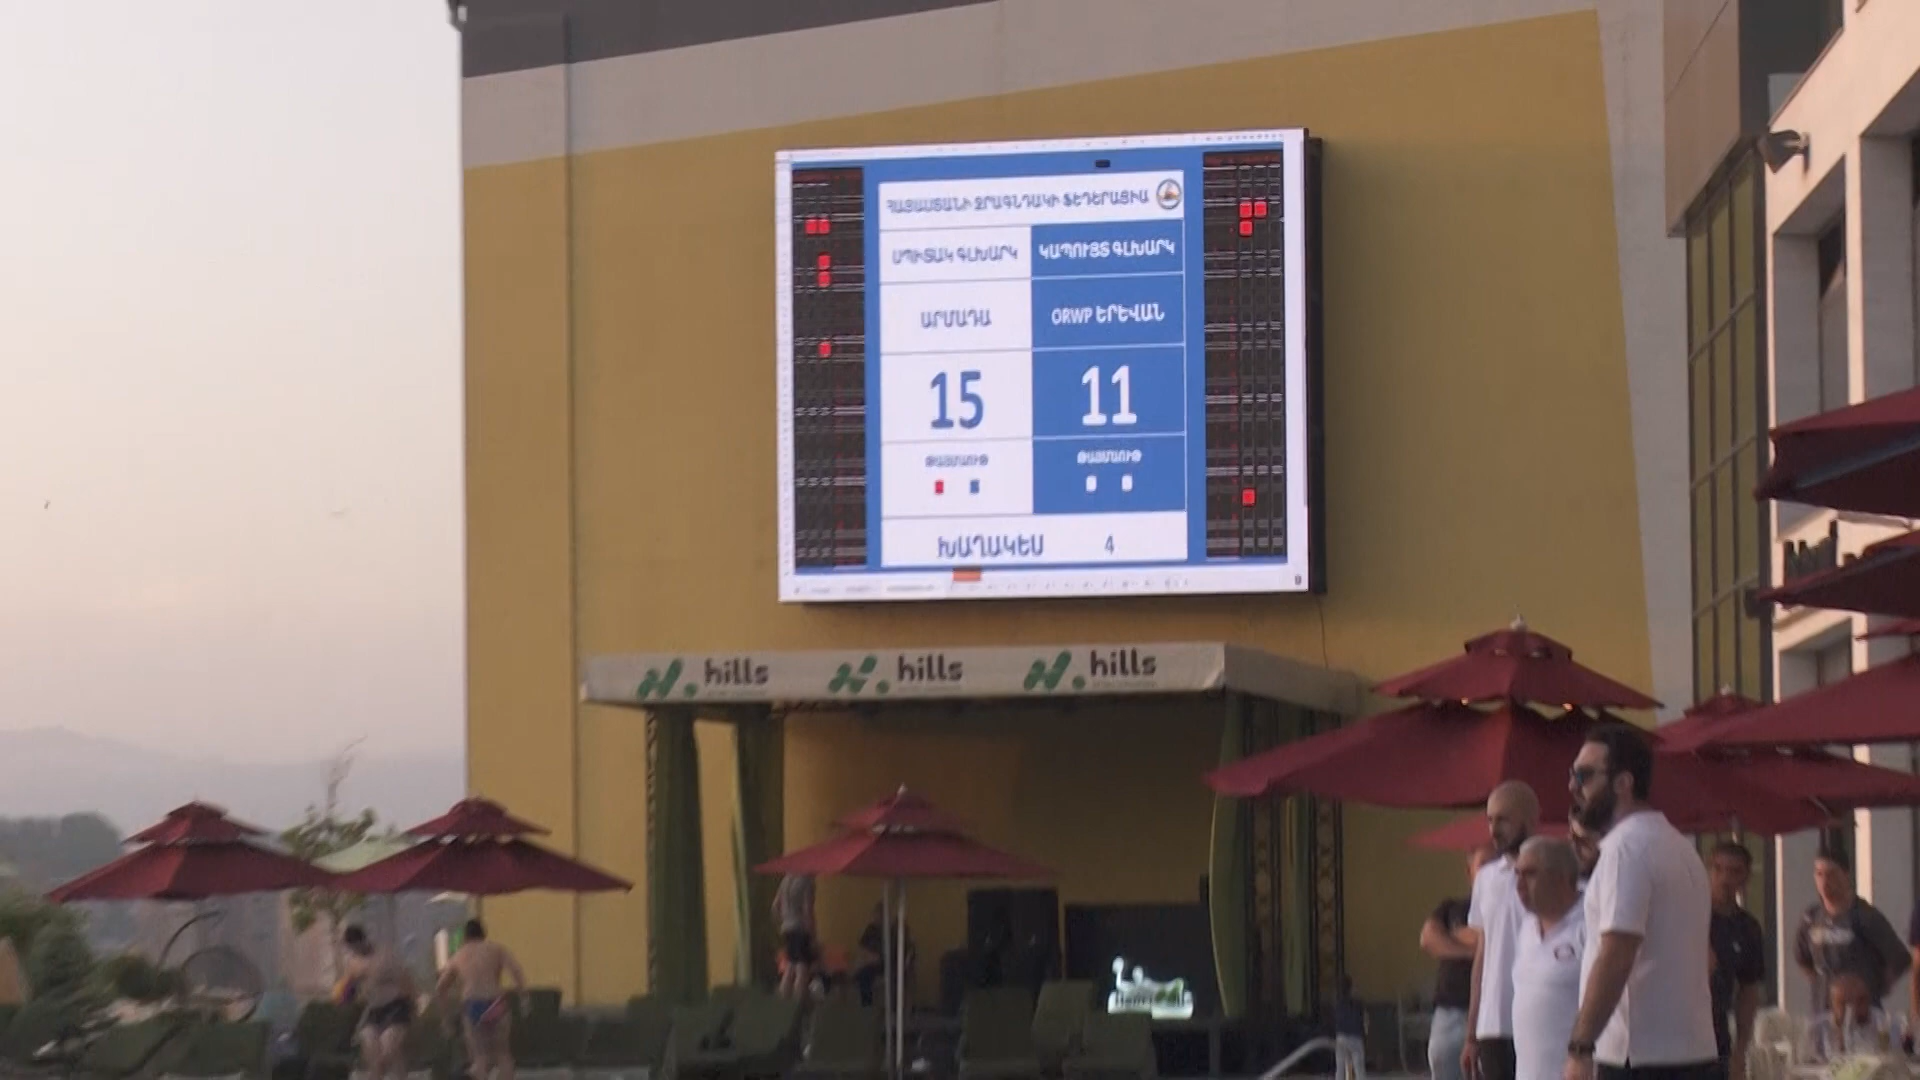 ՀԱՅԱՍՏԱՆԻ ՋՐԱԳՆԴԱԿԻ ՖԵԴԵՐԱՑԻԱ
ՍՊԻՏԱԿ ԳԼԽԱՐԿ
ԿԱՊՈՒՅՏ ԳԼԽԱՐԿ
ԱՐՄԱԴԱ
ORWP ԵՐԵՎԱՆ
15
11
ԹԱՅՄԱՈՒԹ
ԹԱՅՄԱՈՒԹ
ԽԱՂԱԿԵՍ 4
.hills
.hills
.hills